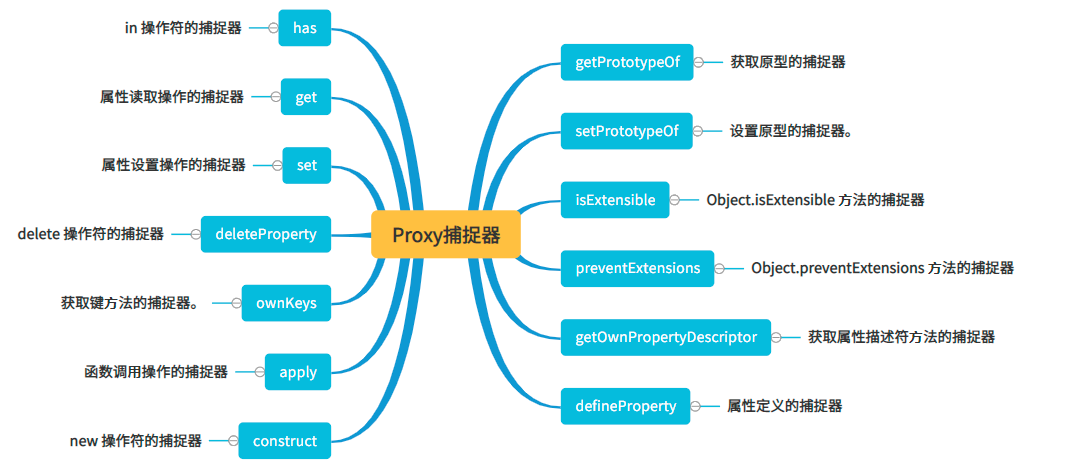 Proxy捕捉器
in 操作符的捕捉器
has
属性读取操作的捕捉器
get
属性设置操作的捕捉器
set
delete 操作符的捕捉器
deleteProperty
获取键方法的捕捉器。
ownKeys
函数调用操作的捕捉器
apply
new 操作符的捕捉器
construct
getPrototypeOf
获取原型的捕捉器
setPrototypeOf
设置原型的捕捉器。
isExtensible
Object.isExtensible 方法的捕捉器
preventExtensions
Object.preventExtensions 方法的捕捉器
getOwnPropertyDescriptor
获取属性描述符方法的捕捉器
defineProperty
属性定义的捕捉器